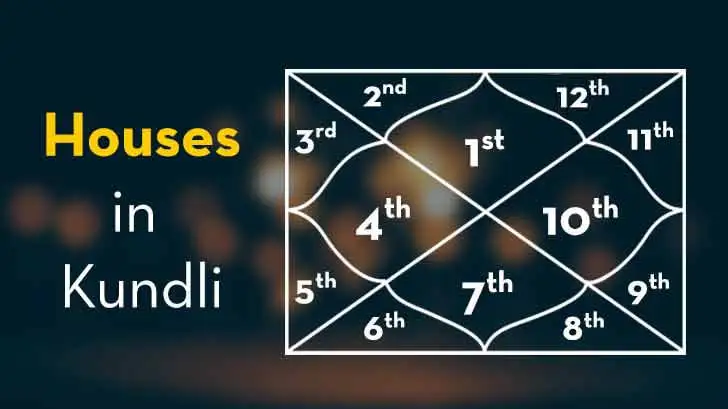 Houses
in
Kundli
2nd
12th
3rd
1st
11th
4th
10th
5th
7th
9th
6th
8th